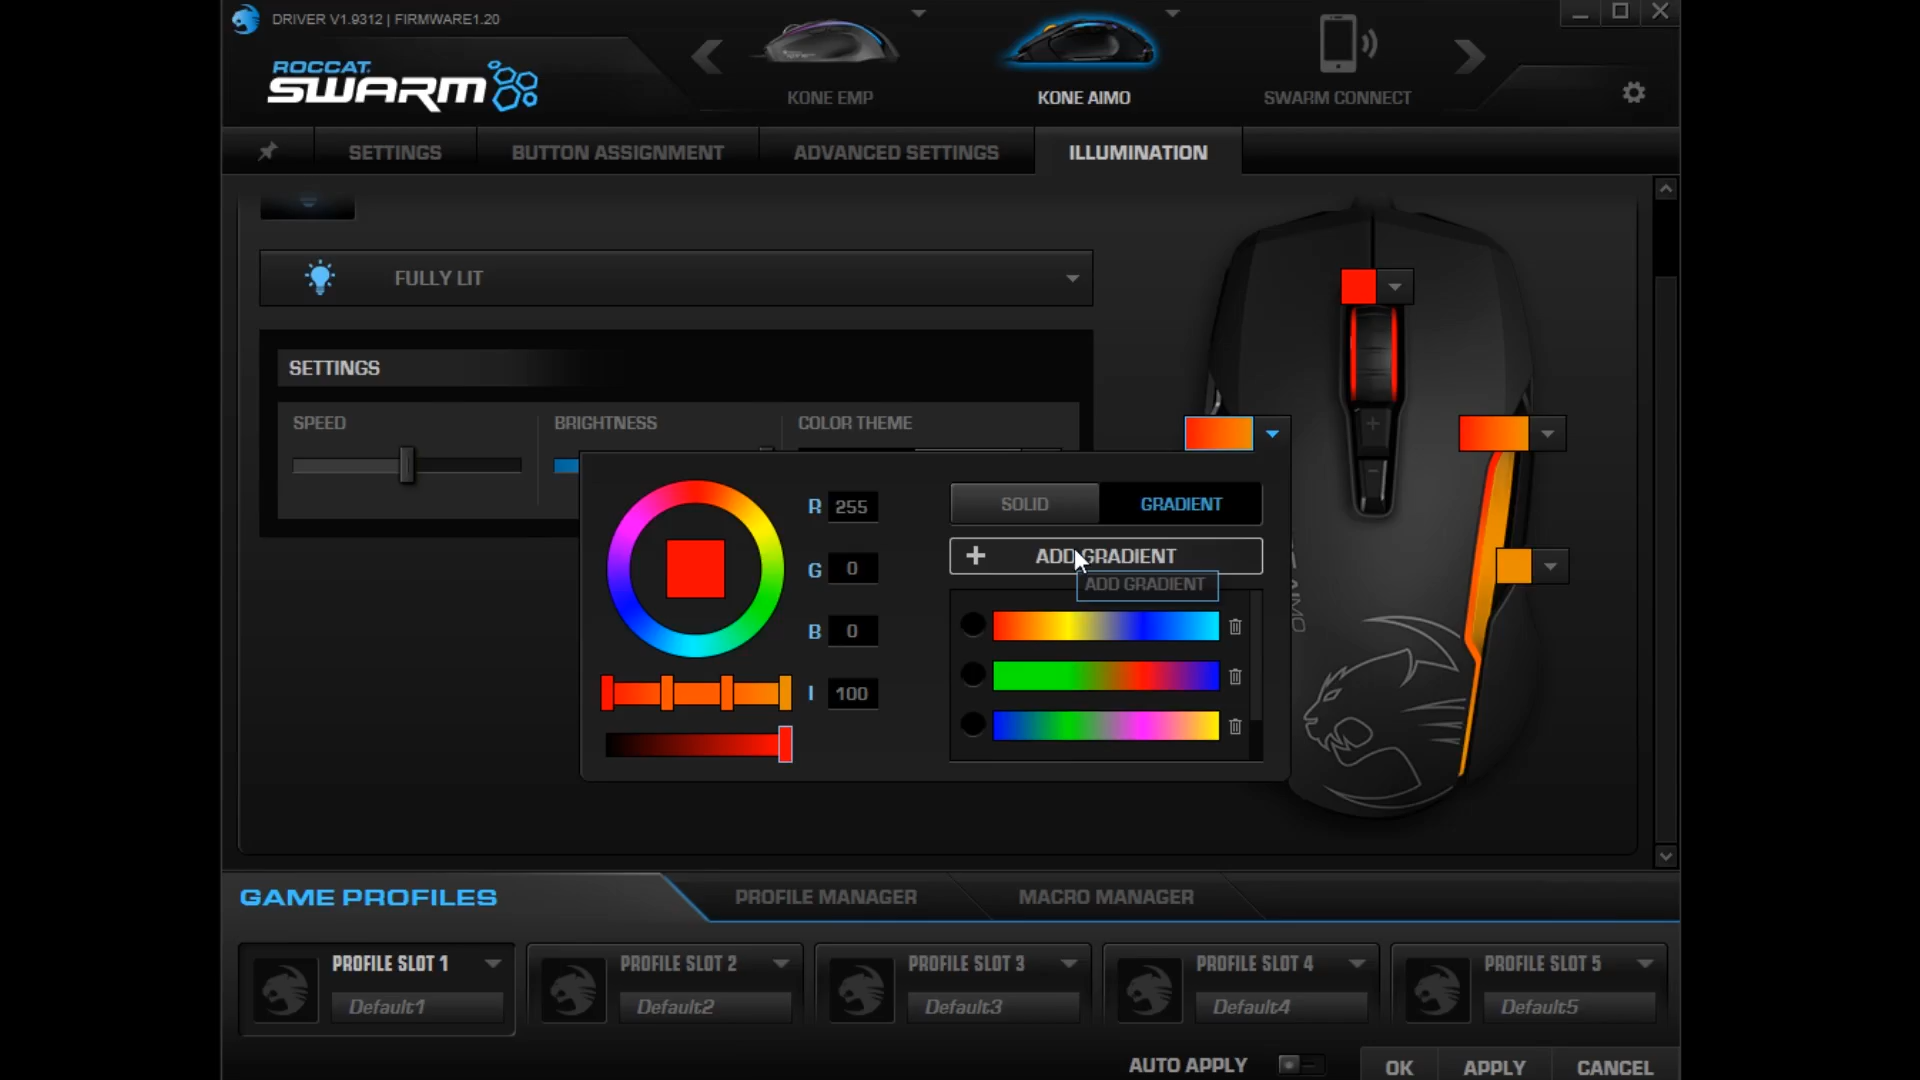 DRIVER V1.9312 | FIRMWARE1.20
ROCCAT
SWARM
KONE EMP
KONE AIMO
SWARM CONNECT
SETTINGS
BUTTON ASSIGNMENT
ADVANCED SETTINGS
ILLUMINATION
FULLY LIT
SETTINGS
SPEED
BRIGHTNESS
COLOR THEME
R 255
G 0
B 0
I 100
SOLID
GRADIENT
+ ADD GRADIENT
ADD GRADIENT
AIMO
GAME PROFILES
PROFILE MANAGER
MACRO MANAGER
PROFILE SLOT 1
Default1
PROFILE SLOT 2
Default2
PROFILE SLOT 3
Default3
PROFILE SLOT 4
Default4
PROFILE SLOT 5
Default5
AUTO APPLY
OK
APPLY
CANCEL